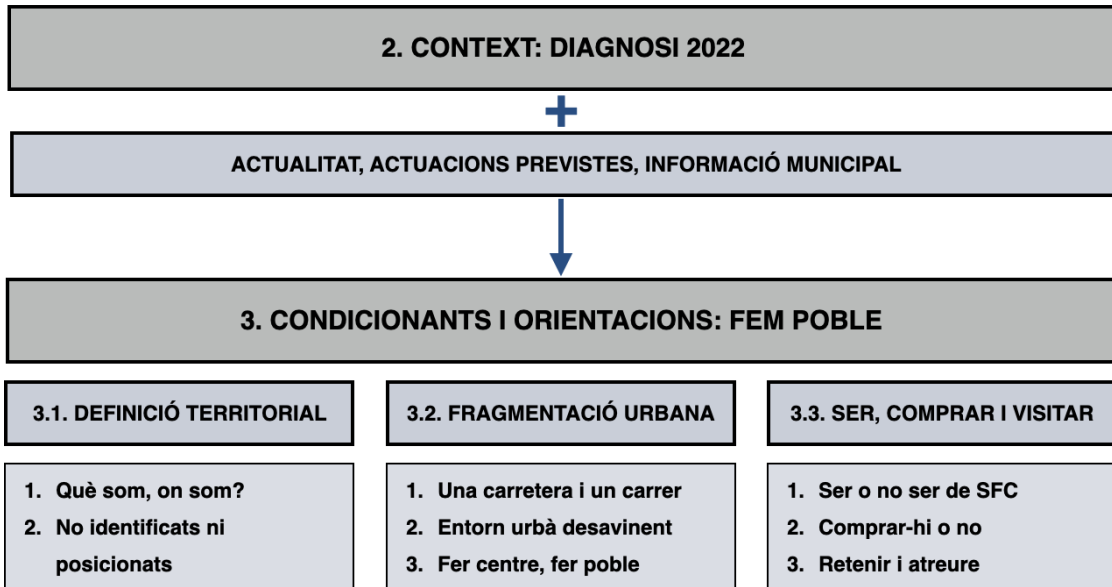 2. CONTEXT: DIAGNOSI 2022
+
ACTUALITAT, ACTUACIONS PREVISTES, INFORMACIÓ MUNICIPAL
3. CONDICIONANTS I ORIENTACIONS: FEM POBLE
3.1. DEFINICIÓ TERRITORIAL
1. Què som, on som?
2. No identificats ni
posicionats
3.2. FRAGMENTACIÓ URBANA
1. Una carretera i un carrer
2. Entorn urbà desavinent
3. Fer centre, fer poble
3.3. SER, COMPRAR I VISITAR
1. Ser o no ser de SFC
2. Comprar-hi o no
3. Retenir i atreure